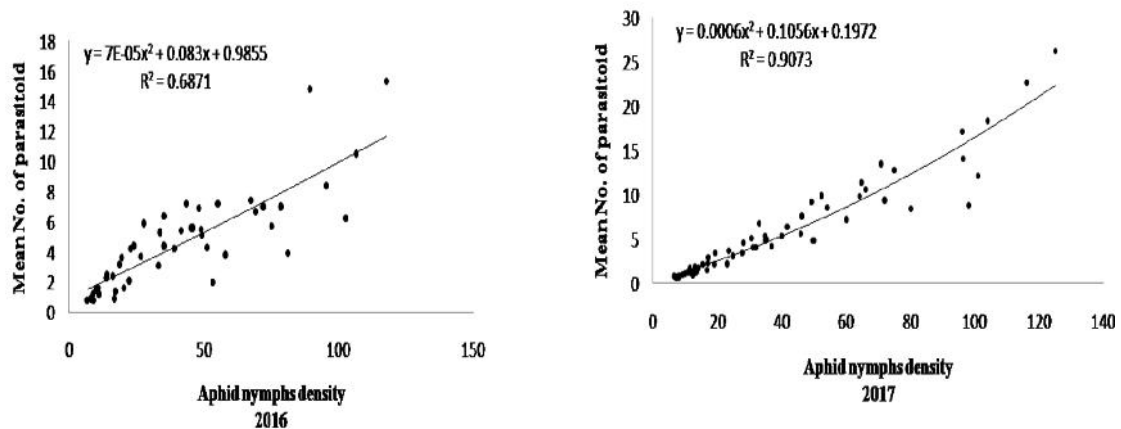 y = 7E-05x² + 0.083x + 0.9855
R² = 0.6871
Mean No. of parasitoid
18
16
14
12
10
8
6
4
2
0
0 50 100 150
Aphid nymphs density
2016
y = 0.0006x² + 0.1056x + 0.1972
R² = 0.9073
Mean No. of parasitoid
30
25
20
15
10
5
0
0 20 40 60 80 100 120 140
Aphid nymphs density
2017